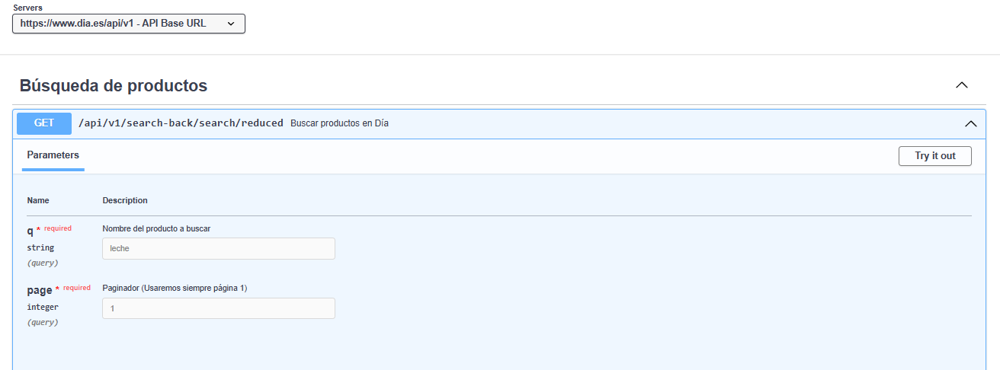 Servers
https://www.dia.es/api/v1 - API Base URL
Búsqueda de productos
GET /api/v1/search-back/search/reduced Buscar productos en Día
Parameters Try it out
Name Description
q * required Nombre del producto a buscar
string leche
(query)
page * required Paginador (Usaremos siempre página 1)
integer 1
(query)